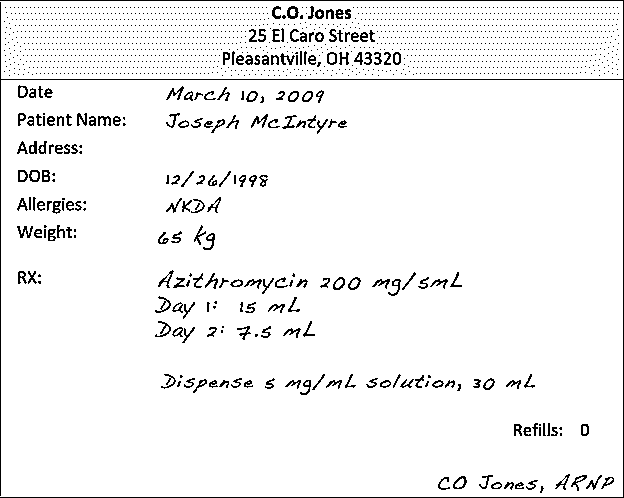 C.O. Jones
25 El Caro Street
Pleasantville, OH 43320
Date March 10, 2009
Patient Name: Joseph McIntyre
Address:
DOB: 12/26/1998
Allergies: NKDA
Weight: 65 kg
RX: Azithromycin 200 mg/5mL
Day 1: 15 mL
Day 2: 7.5 mL
Dispense 5 mg/mL solution, 30 mL
Refills: 0
CO Jones, ARNP